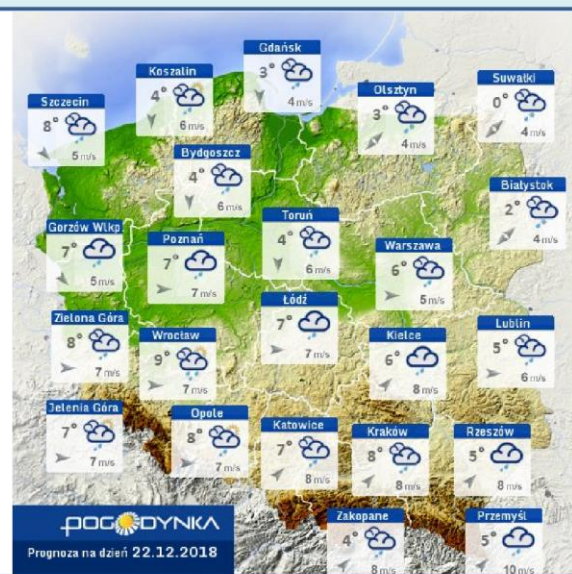 Gdańsk
3°
4 m/s
Koszalin
4°
6 m/s
Suwałki
0°
4 m/s
Olsztyn
3°
4 m/s
Szczecin
8°
5 m/s
Bydgoszcz
4°
6 m/s
Białystok
2°
4 m/s
Toruń
4°
6 m/s
Gorzów Wlkp
7°
5 m/s
Poznań
7°
7 m/s
Warszawa
6°
5 m/s
Łódź
7°
7 m/s
Zielona Góra
8°
7 m/s
Wrocław
9°
7 m/s
Kielce
6°
8 m/s
Lublin
5°
6 m/s
Jelenia Góra
7°
7 m/s
Opole
8°
7 m/s
Katowice
7°
8 m/s
Kraków
8°
8 m/s
Rzeszów
5°
8 m/s
Zakopane
4°
8 m/s
Przemyśl
5°
10 m/s
POGODYNKA
Prognoza na dzień 22.12.2018